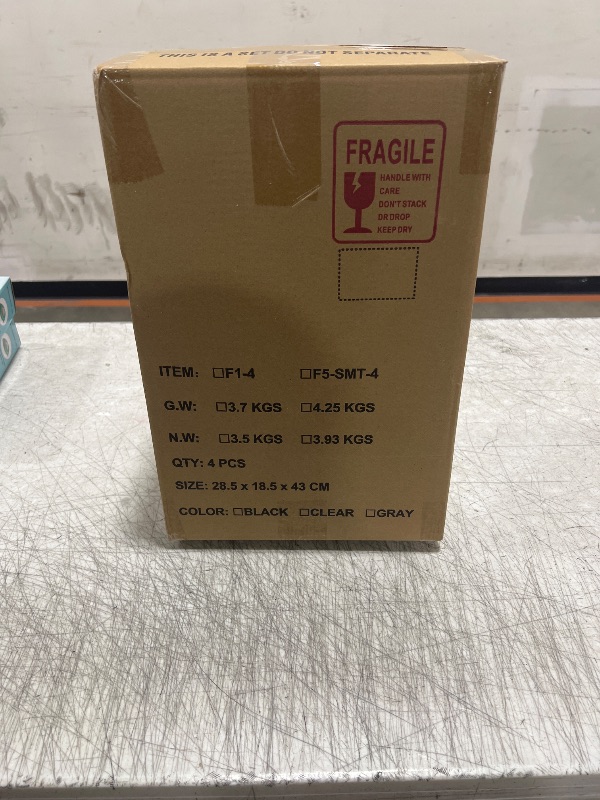 THIS IS A SET DO NOT SEPARATE
FRAGILE
HANDLE WITH
CARE
DON'T STACK
OR DROP
KEEP DRY
ITEM: □F1-4 □F5-SMT-4
G.W: □3.7 KGS □4.25 KGS
N.W: □3.5 KGS □3.93 KGS
QTY: 4 PCS
SIZE: 28.5 x 18.5 x 43 CM
COLOR: □BLACK □CLEAR □GRAY